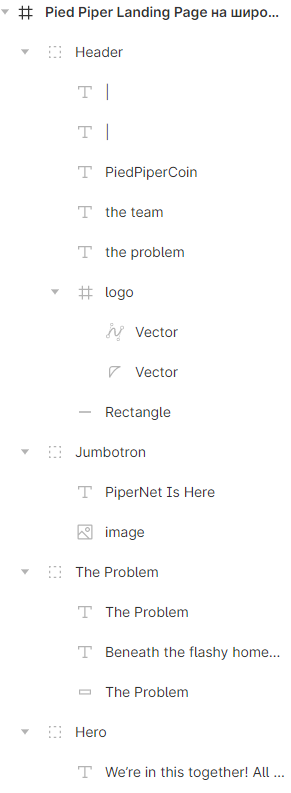 Pied Piper Landing Page на широ...
Header
|
|
PiedPiperCoin
the team
the problem
logo
Vector
Vector
Rectangle
Jumbotron
PiperNet Is Here
image
The Problem
The Problem
Beneath the flashy home...
The Problem
Hero
We're in this together! All ...